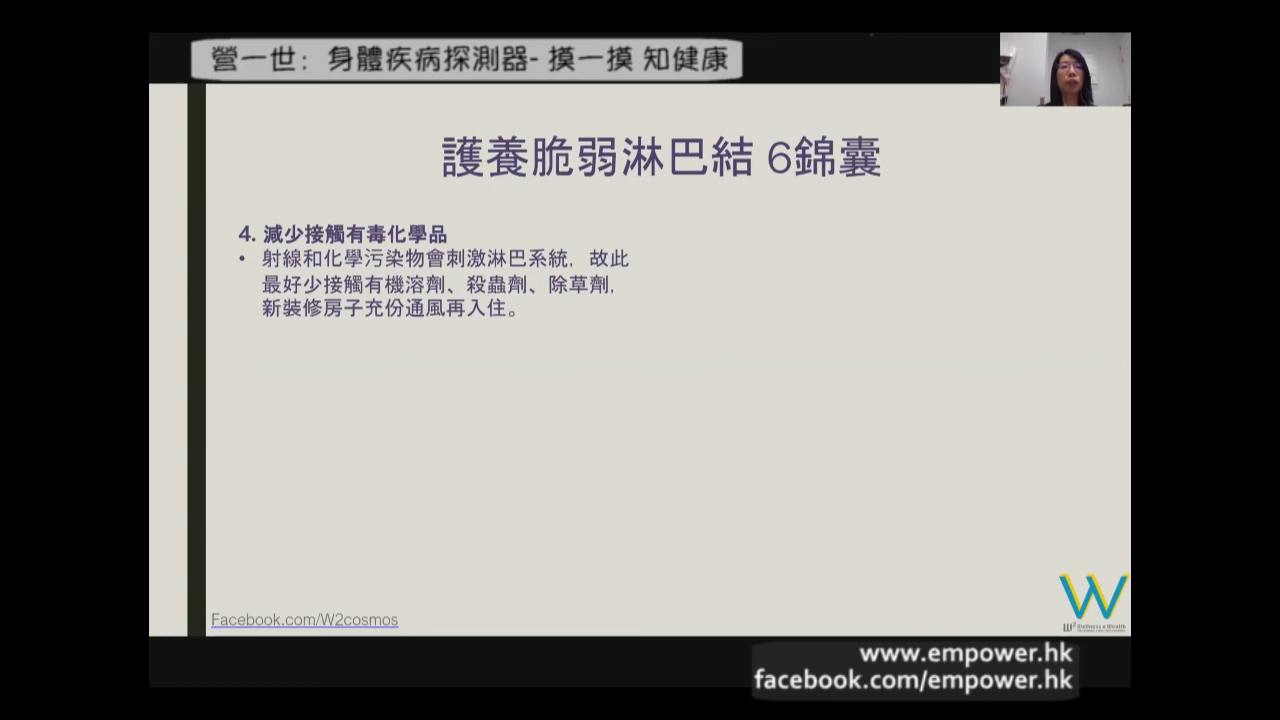 營一世：身體疾病探測器- 摸一摸 知健康
護養脆弱淋巴結 6錦囊
4. 減少接觸有毒化學品
• 射線和化學污染物會刺激淋巴系統，故此
最好少接觸有機溶劑、殺蟲劑、除草劑，
新裝修房子充份通風再入住。
Facebook.com/W2cosmos
W
W² Wellness & Wealth
www.empower.hk
facebook.com/empower.hk